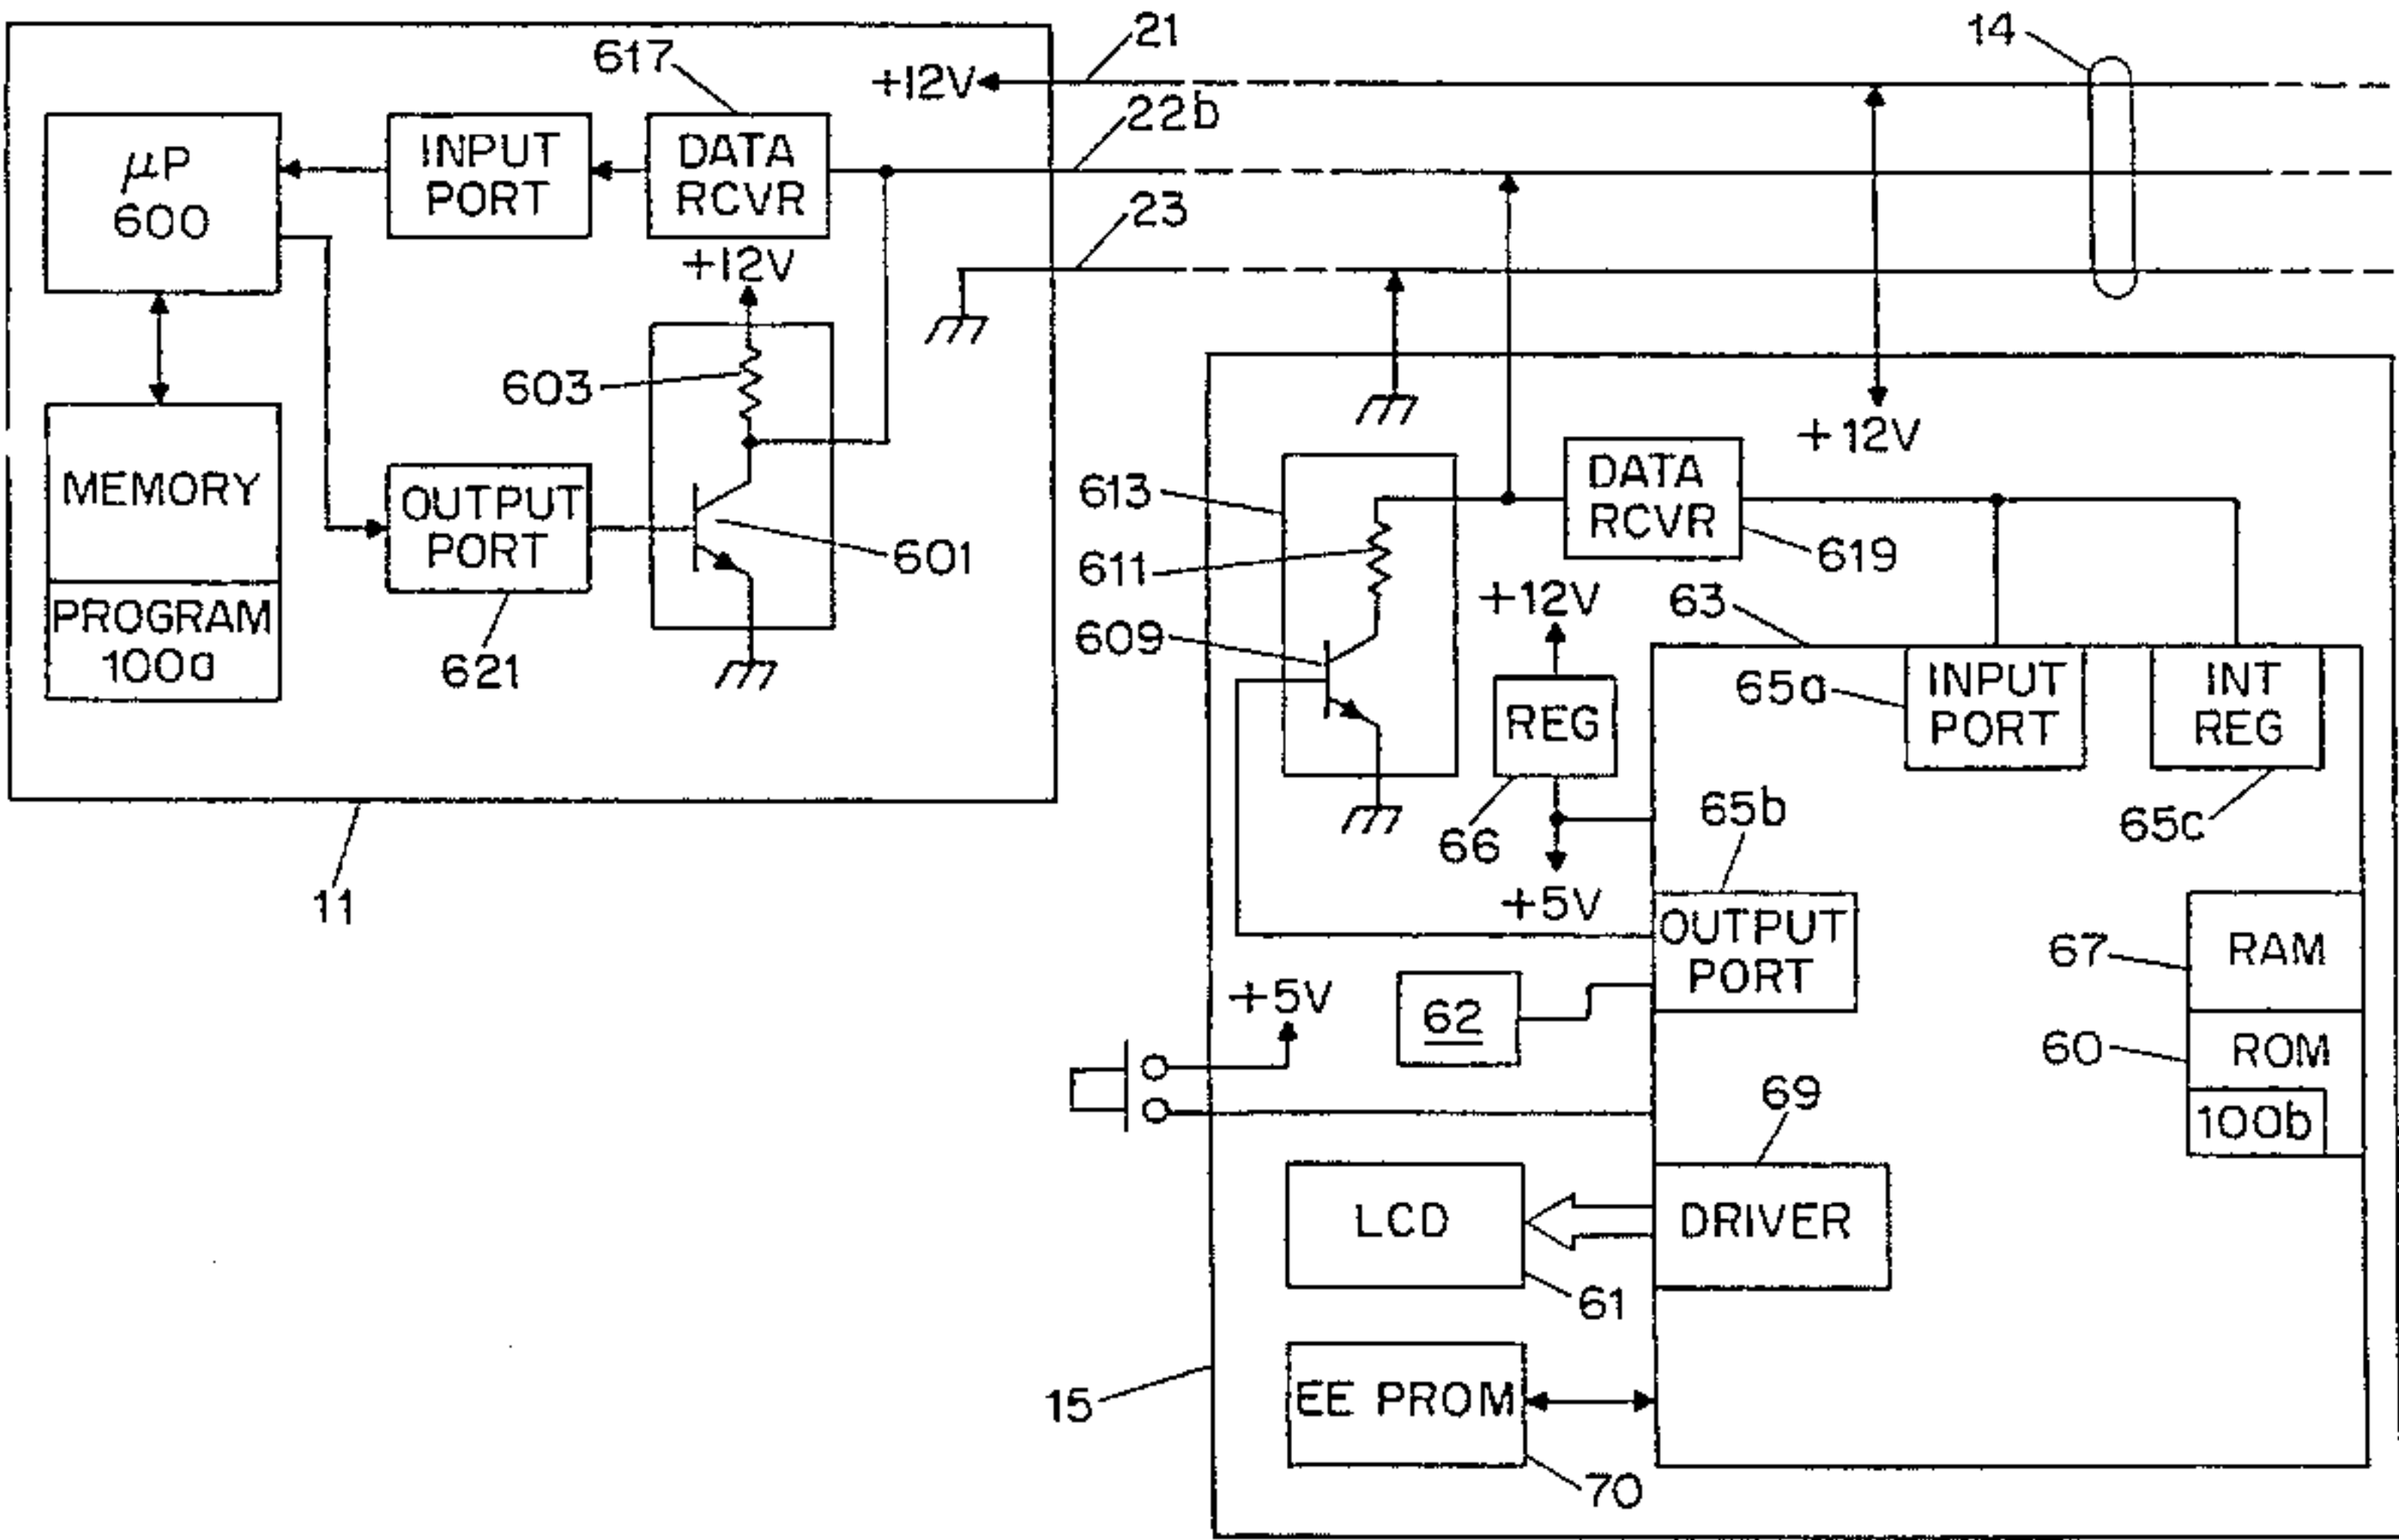 21
14
617
+12V
22b
μP
600
INPUT
PORT
DATA
RCVR
23
+12V
603
+12V
MEMORY
OUTPUT
PORT
601
613
DATA
RCVR
619
611
PROGRAM
100a
621
609
+12V
63
65a
INPUT
PORT
INT
REG
REG
66
65b
65c
11
+5V
OUTPUT
PORT
67
RAM
+5V
62
60
ROM
69
100b
LCD
DRIVER
61
15
EE PROM
70